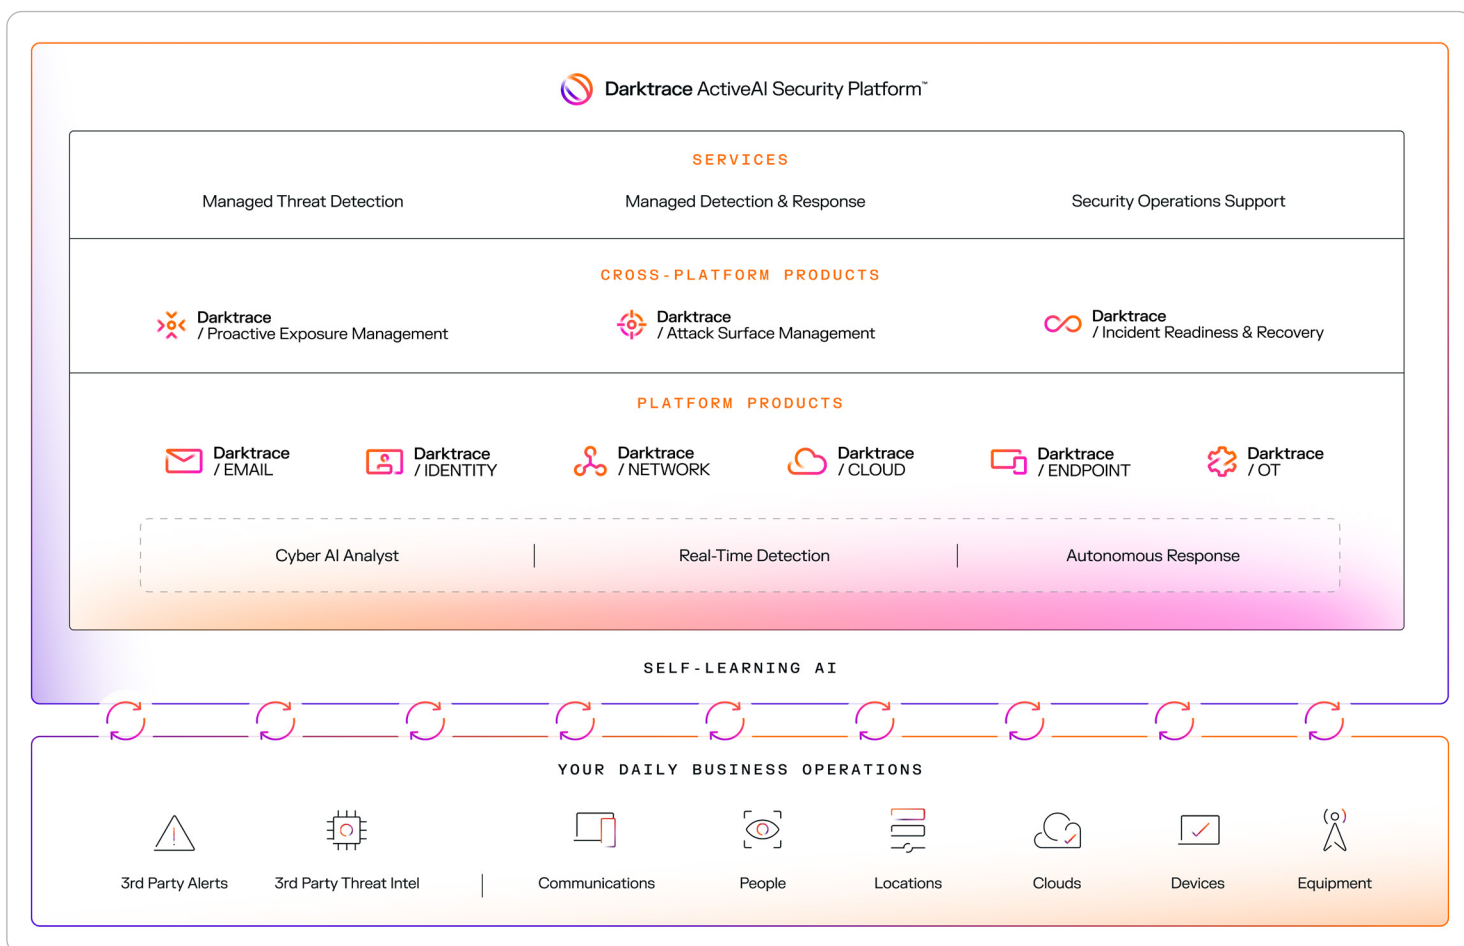 Darktrace ActiveAI Security Platform™
SERVICES
Managed Threat Detection
Managed Detection & Response
Security Operations Support
CROSS-PLATFORM PRODUCTS
Darktrace
/ Proactive Exposure Management
Darktrace
/ Attack Surface Management
Darktrace
/ Incident Readiness & Recovery
PLATFORM PRODUCTS
Darktrace
/ EMAIL
Darktrace
/ IDENTITY
Darktrace
/ NETWORK
Darktrace
/ CLOUD
Darktrace
/ ENDPOINT
Darktrace
/ OT
Cyber AI Analyst
Real-Time Detection
Autonomous Response
SELF-LEARNING AI
YOUR DAILY BUSINESS OPERATIONS
3rd Party Alerts
3rd Party Threat Intel
Communications
People
Locations
Clouds
Devices
Equipment